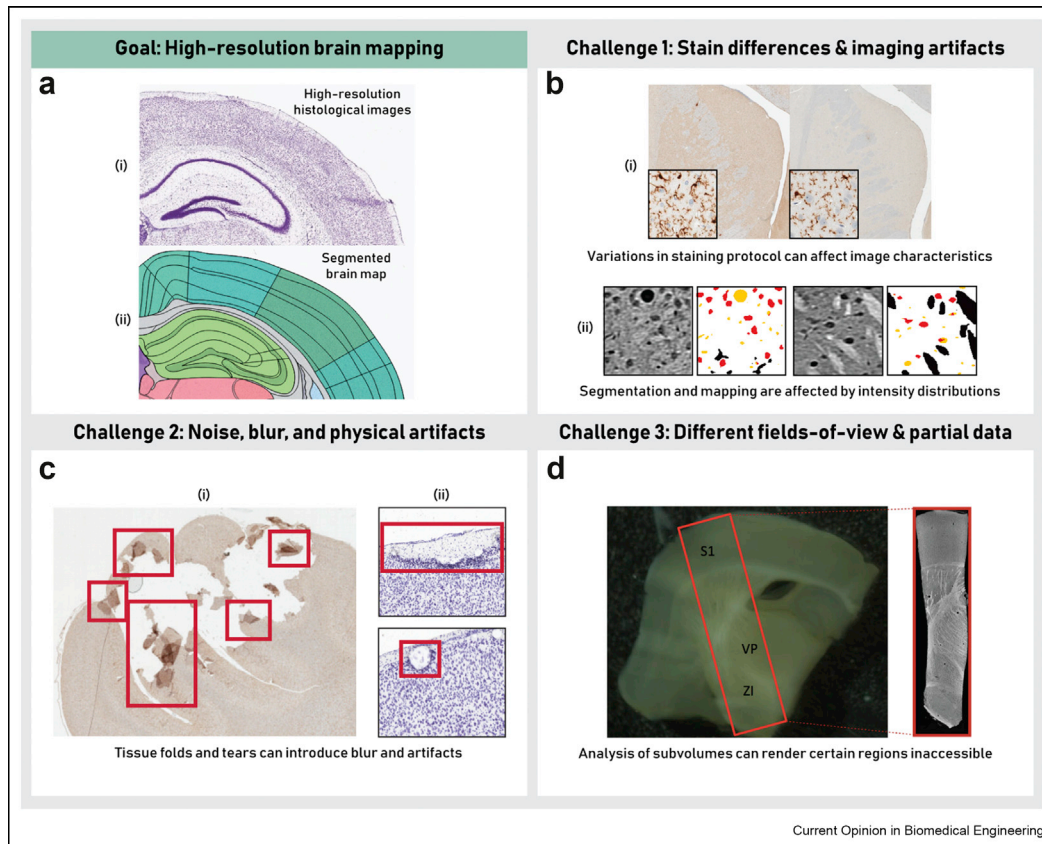 Goal: High-resolution brain mapping
a
High-resolution
histological images
(i)
Segmented
brain map
(ii)
Challenge 1: Stain differences & imaging artifacts
b
(i)
Variations in staining protocol can affect image characteristics
(ii)
Segmentation and mapping are affected by intensity distributions
Challenge 2: Noise, blur, and physical artifacts
c
(i)
(ii)
Tissue folds and tears can introduce blur and artifacts
Challenge 3: Different fields-of-view & partial data
d
S1
VP
ZI
Analysis of subvolumes can render certain regions inaccessible
Current Opinion in Biomedical Engineering